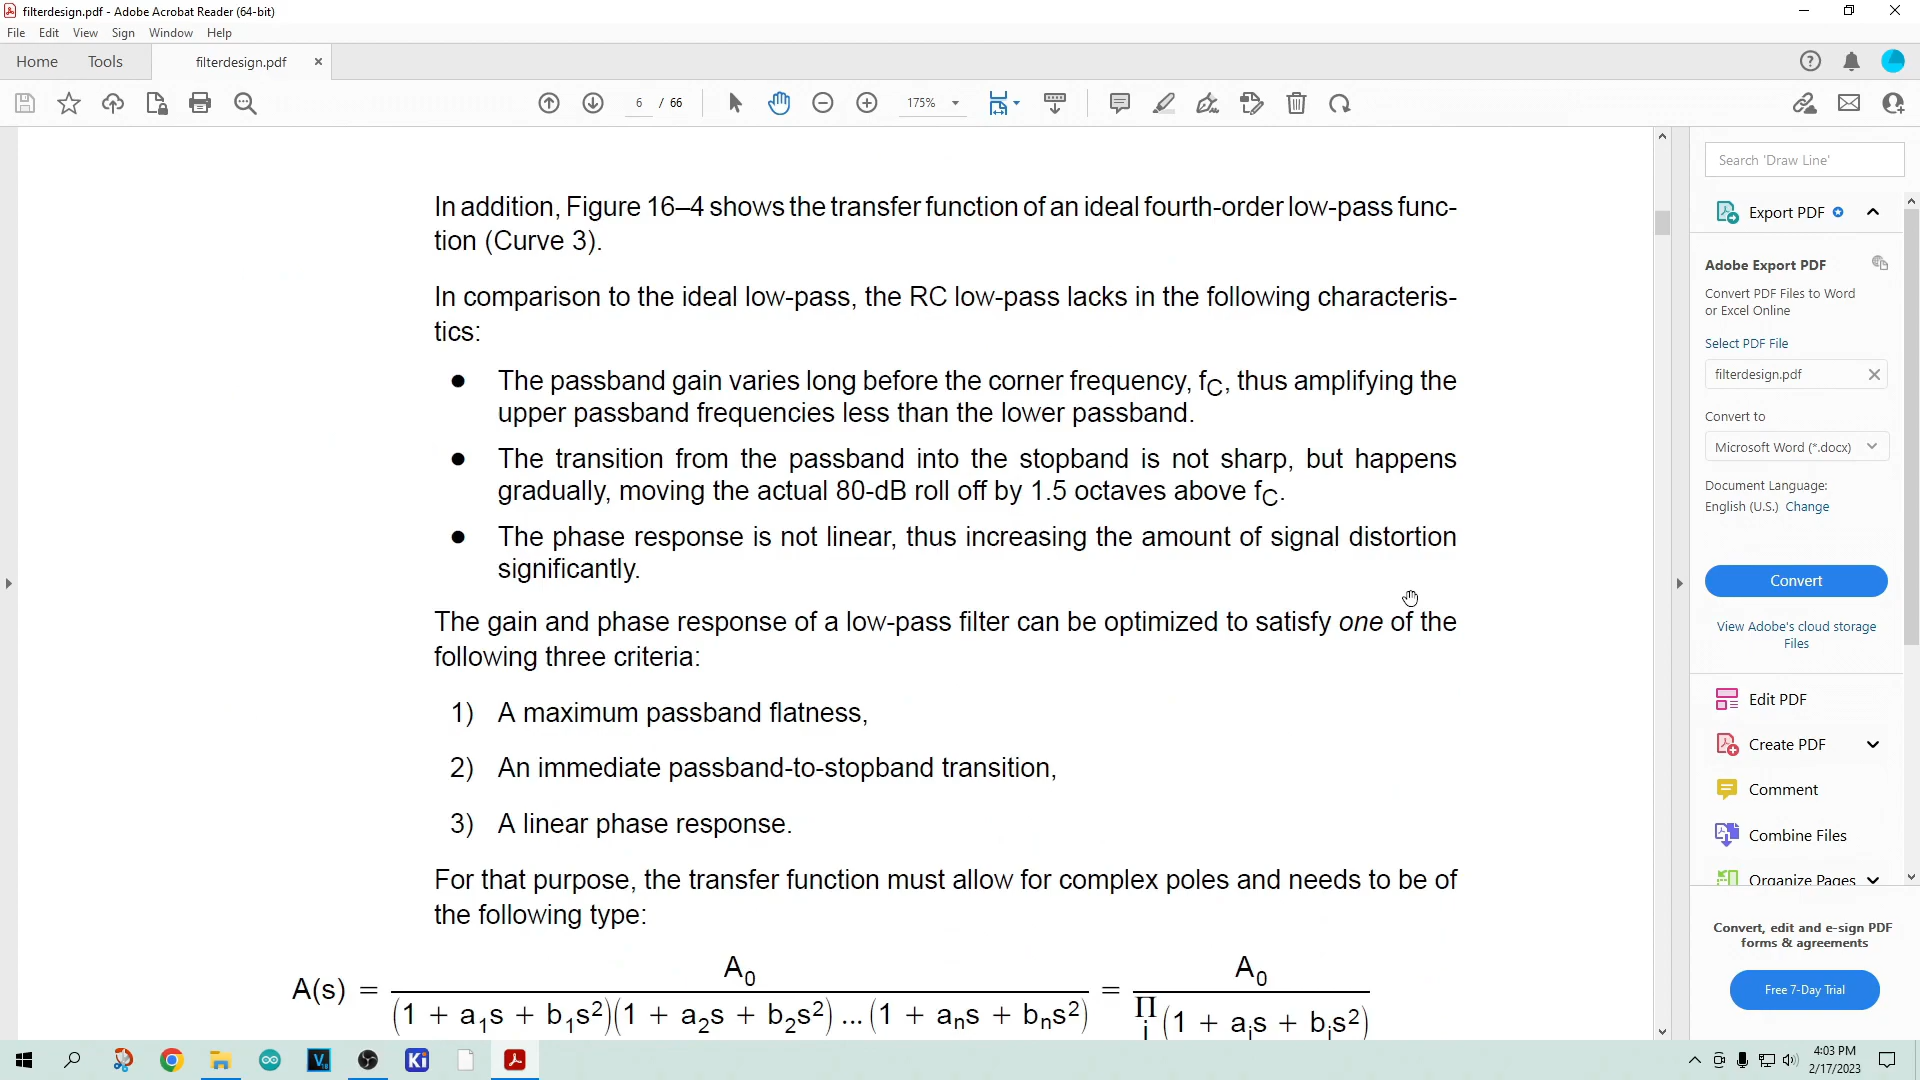 filterdesign.pdf - Adobe Acrobat Reader (64-bit)
File Edit View Sign Window Help
Home Tools filterdesign.pdf ×
6 / 66 175%
In addition, Figure 16–4 shows the transfer function of an ideal fourth-order low-pass func-
tion (Curve 3).
In comparison to the ideal low-pass, the RC low-pass lacks in the following characteris-
tics:
● The passband gain varies long before the corner frequency, fC, thus amplifying the
upper passband frequencies less than the lower passband.
● The transition from the passband into the stopband is not sharp, but happens
gradually, moving the actual 80-dB roll off by 1.5 octaves above fC.
● The phase response is not linear, thus increasing the amount of signal distortion
significantly.
The gain and phase response of a low-pass filter can be optimized to satisfy one of the
following three criteria:
1) A maximum passband flatness,
2) An immediate passband-to-stopband transition,
3) A linear phase response.
For that purpose, the transfer function must allow for complex poles and needs to be of
the following type:
A(s) = A0 / (1 + a1s + b1s²)(1 + a2s + b2s²) ... (1 + ans + bns²) = A0 / ∏i (1 + ais + bis²)
Search 'Draw Line'
Export PDF
Adobe Export PDF
Convert PDF Files to Word
or Excel Online
Select PDF File
filterdesign.pdf
Convert to
Microsoft Word (*.docx)
Document Language:
English (U.S.) Change
Convert
View Adobe's cloud storage
Files
Edit PDF
Create PDF
Comment
Combine Files
Organize Pages
Convert, edit and e-sign PDF
forms & agreements
Free 7-Day Trial
Ki
4:03 PM
2/17/2023